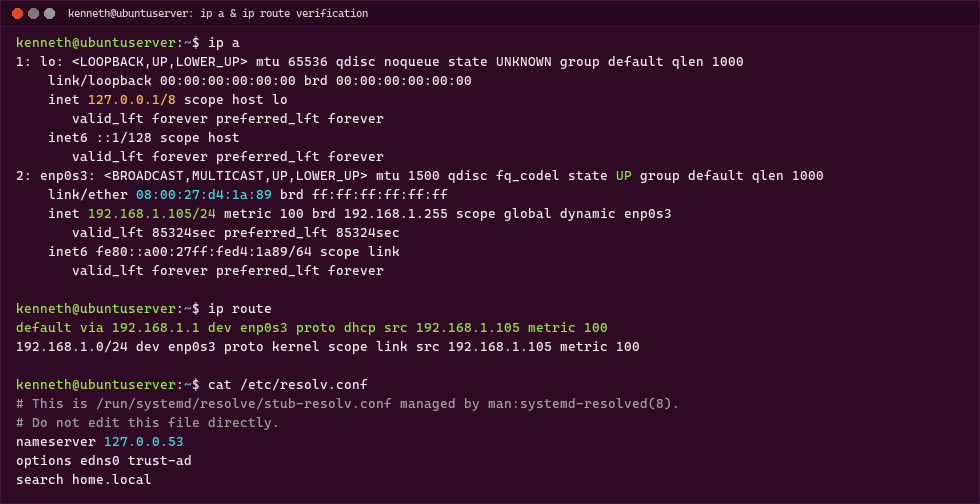 kenneth@ubuntuserver: ip a & ip route verification
kenneth@ubuntuserver:~$ ip a
1: lo: <LOOPBACK,UP,LOWER_UP> mtu 65536 qdisc noqueue state UNKNOWN group default qlen 1000
    link/loopback 00:00:00:00:00:00 brd 00:00:00:00:00:00
    inet 127.0.0.1/8 scope host lo
       valid_lft forever preferred_lft forever
    inet6 ::1/128 scope host
       valid_lft forever preferred_lft forever
2: enp0s3: <BROADCAST,MULTICAST,UP,LOWER_UP> mtu 1500 qdisc fq_codel state UP group default qlen 1000
    link/ether 08:00:27:d4:1a:89 brd ff:ff:ff:ff:ff:ff
    inet 192.168.1.105/24 metric 100 brd 192.168.1.255 scope global dynamic enp0s3
       valid_lft 85324sec preferred_lft 85324sec
    inet6 fe80::a00:27ff:fed4:1a89/64 scope link
       valid_lft forever preferred_lft forever
kenneth@ubuntuserver:~$ ip route
default via 192.168.1.1 dev enp0s3 proto dhcp src 192.168.1.105 metric 100
192.168.1.0/24 dev enp0s3 proto kernel scope link src 192.168.1.105 metric 100
kenneth@ubuntuserver:~$ cat /etc/resolv.conf
# This is /run/systemd/resolve/stub-resolv.conf managed by man:systemd-resolved(8).
# Do not edit this file directly.
nameserver 127.0.0.53
options edns0 trust-ad
search home.local